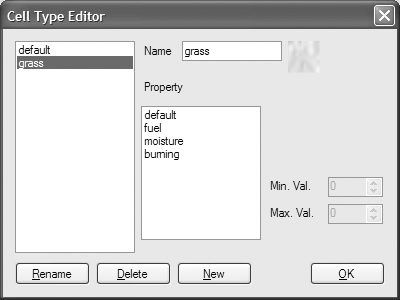 Cell Type Editor
default
grass
Name grass
Property
default
fuel
moisture
burning
Min. Val. 0
Max. Val. 0
Rename Delete New OK